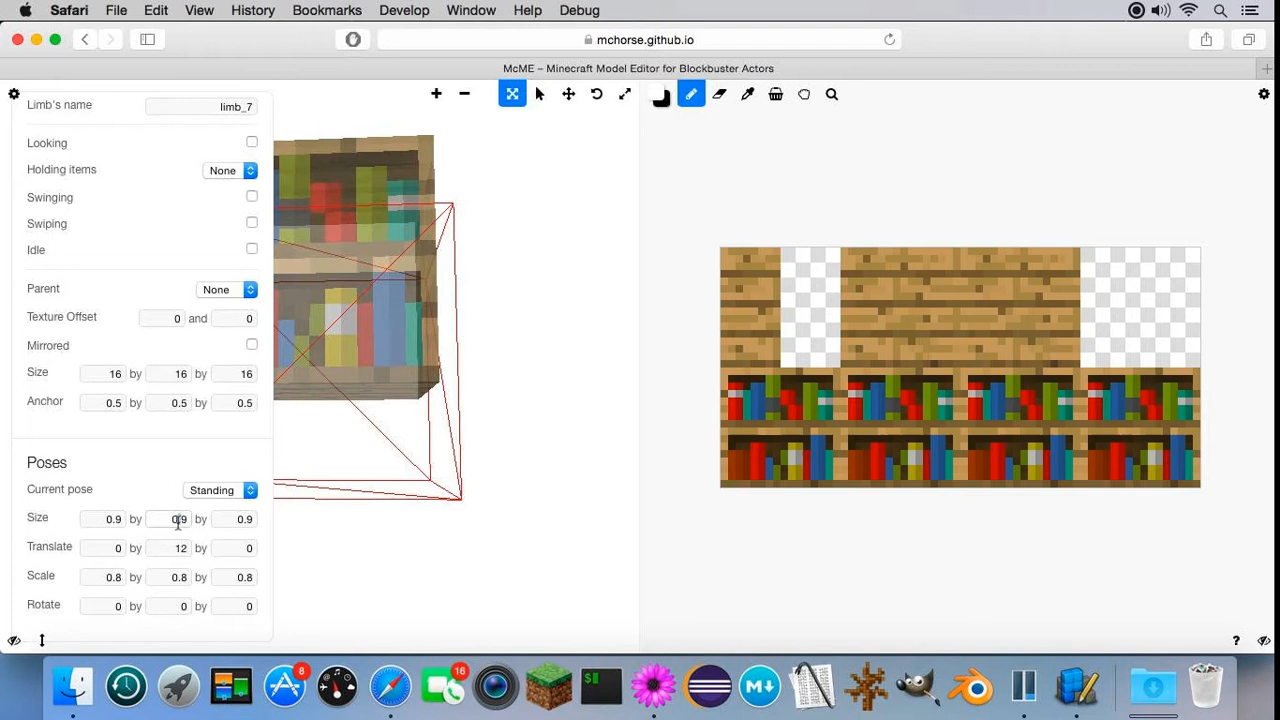 Safari File Edit View History Bookmarks Develop Window Help Debug
mchorse.github.io
McME – Minecraft Model Editor for Blockbuster Actors
Limb's name limb_7
Looking
Holding items None
Swinging
Swiping
Idle
Parent None
Texture Offset 0 and 0
Mirrored
Size 16 by 16 by 16
Anchor 0.5 by 0.5 by 0.5
Poses
Current pose Standing
Size 0.9 by 0.9 by 0.9
Translate 0 by 12 by 0
Scale 0.8 by 0.8 by 0.8
Rotate 0 by 0 by 0
?
8 16 $ M